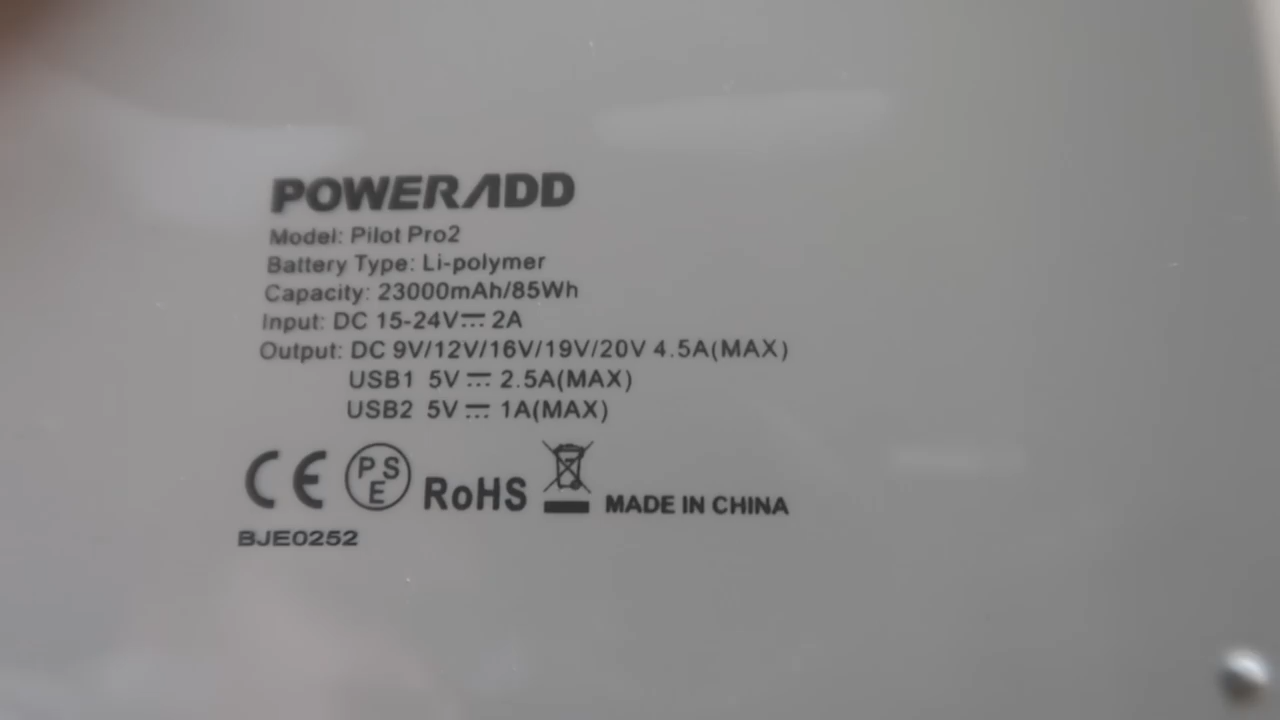 POWERADD
Model: Pilot Pro2
Battery Type: Li-polymer
Capacity: 23000mAh/85Wh
Input: DC 15-24V⎓2A
Output: DC 9V/12V/16V/19V/20V 4.5A(MAX)
USB1 5V⎓2.5A(MAX)
USB2 5V⎓1A(MAX)
CE PSE RoHS MADE IN CHINA
BJE0252